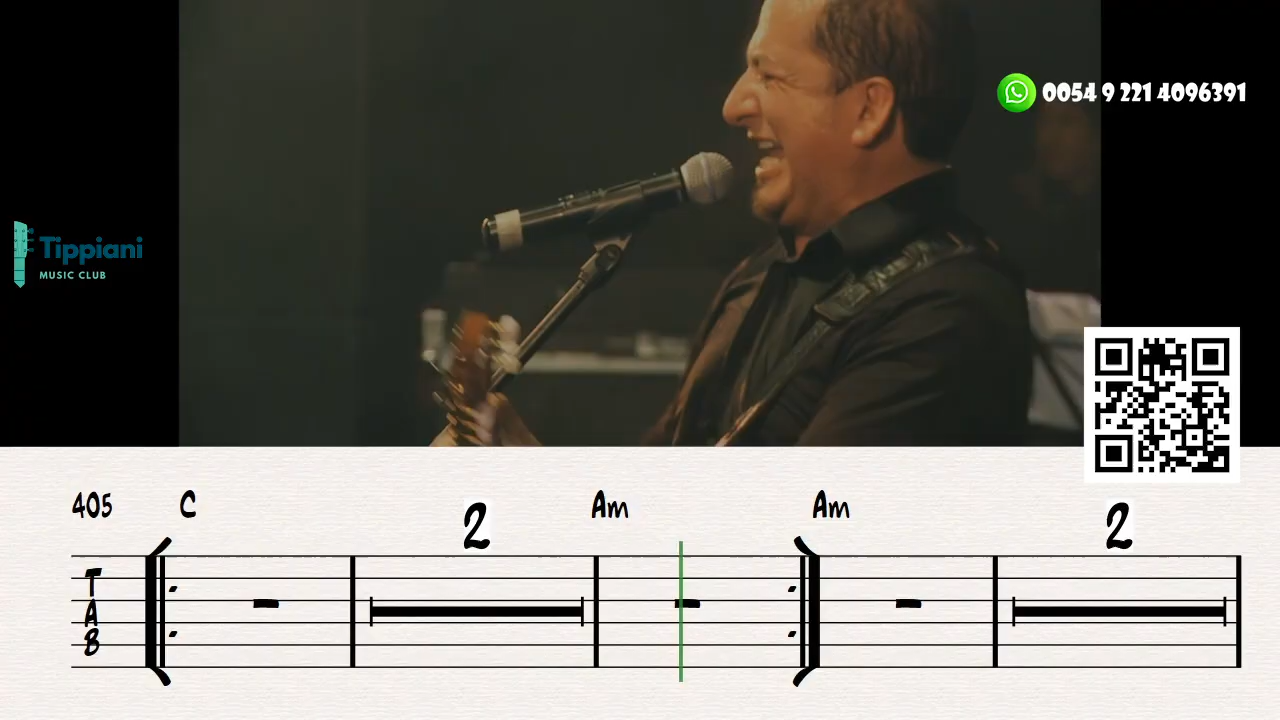 0054 9 221 4096391
Tippiani
MUSIC CLUB
405 C 2 Am Am 2
T
A
B